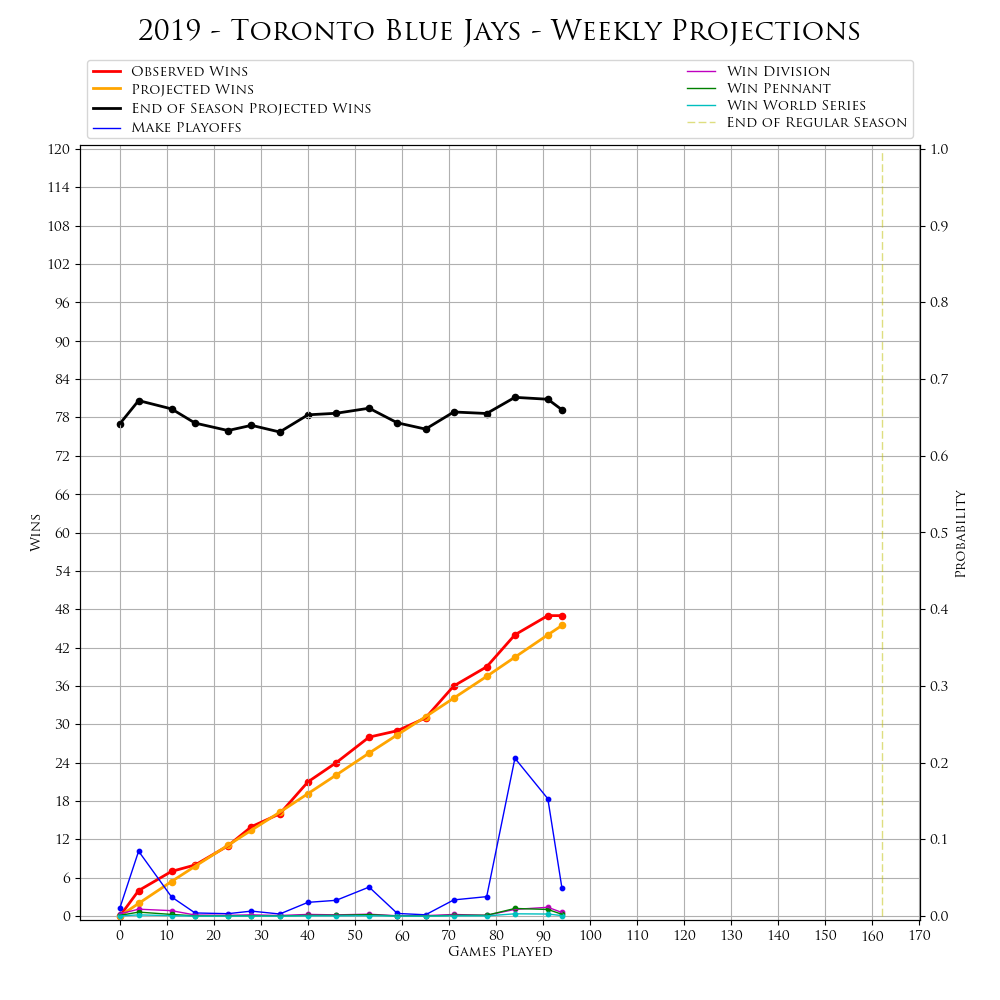 2019 - Toronto Blue Jays - Weekly Projections
Observed Wins
Projected Wins
End of Season Projected Wins
Make Playoffs
Win Division
Win Pennant
Win World Series
End of Regular Season
120
114
108
102
96
90
84
78
72
66
60
54
48
42
36
30
24
18
12
6
0
Wins
1.0
0.9
0.8
0.7
0.6
0.5
0.4
0.3
0.2
0.1
0.0
Probability
0 10 20 30 40 50 60 70 80 90 100 110 120 130 140 150 160 170
Games Played